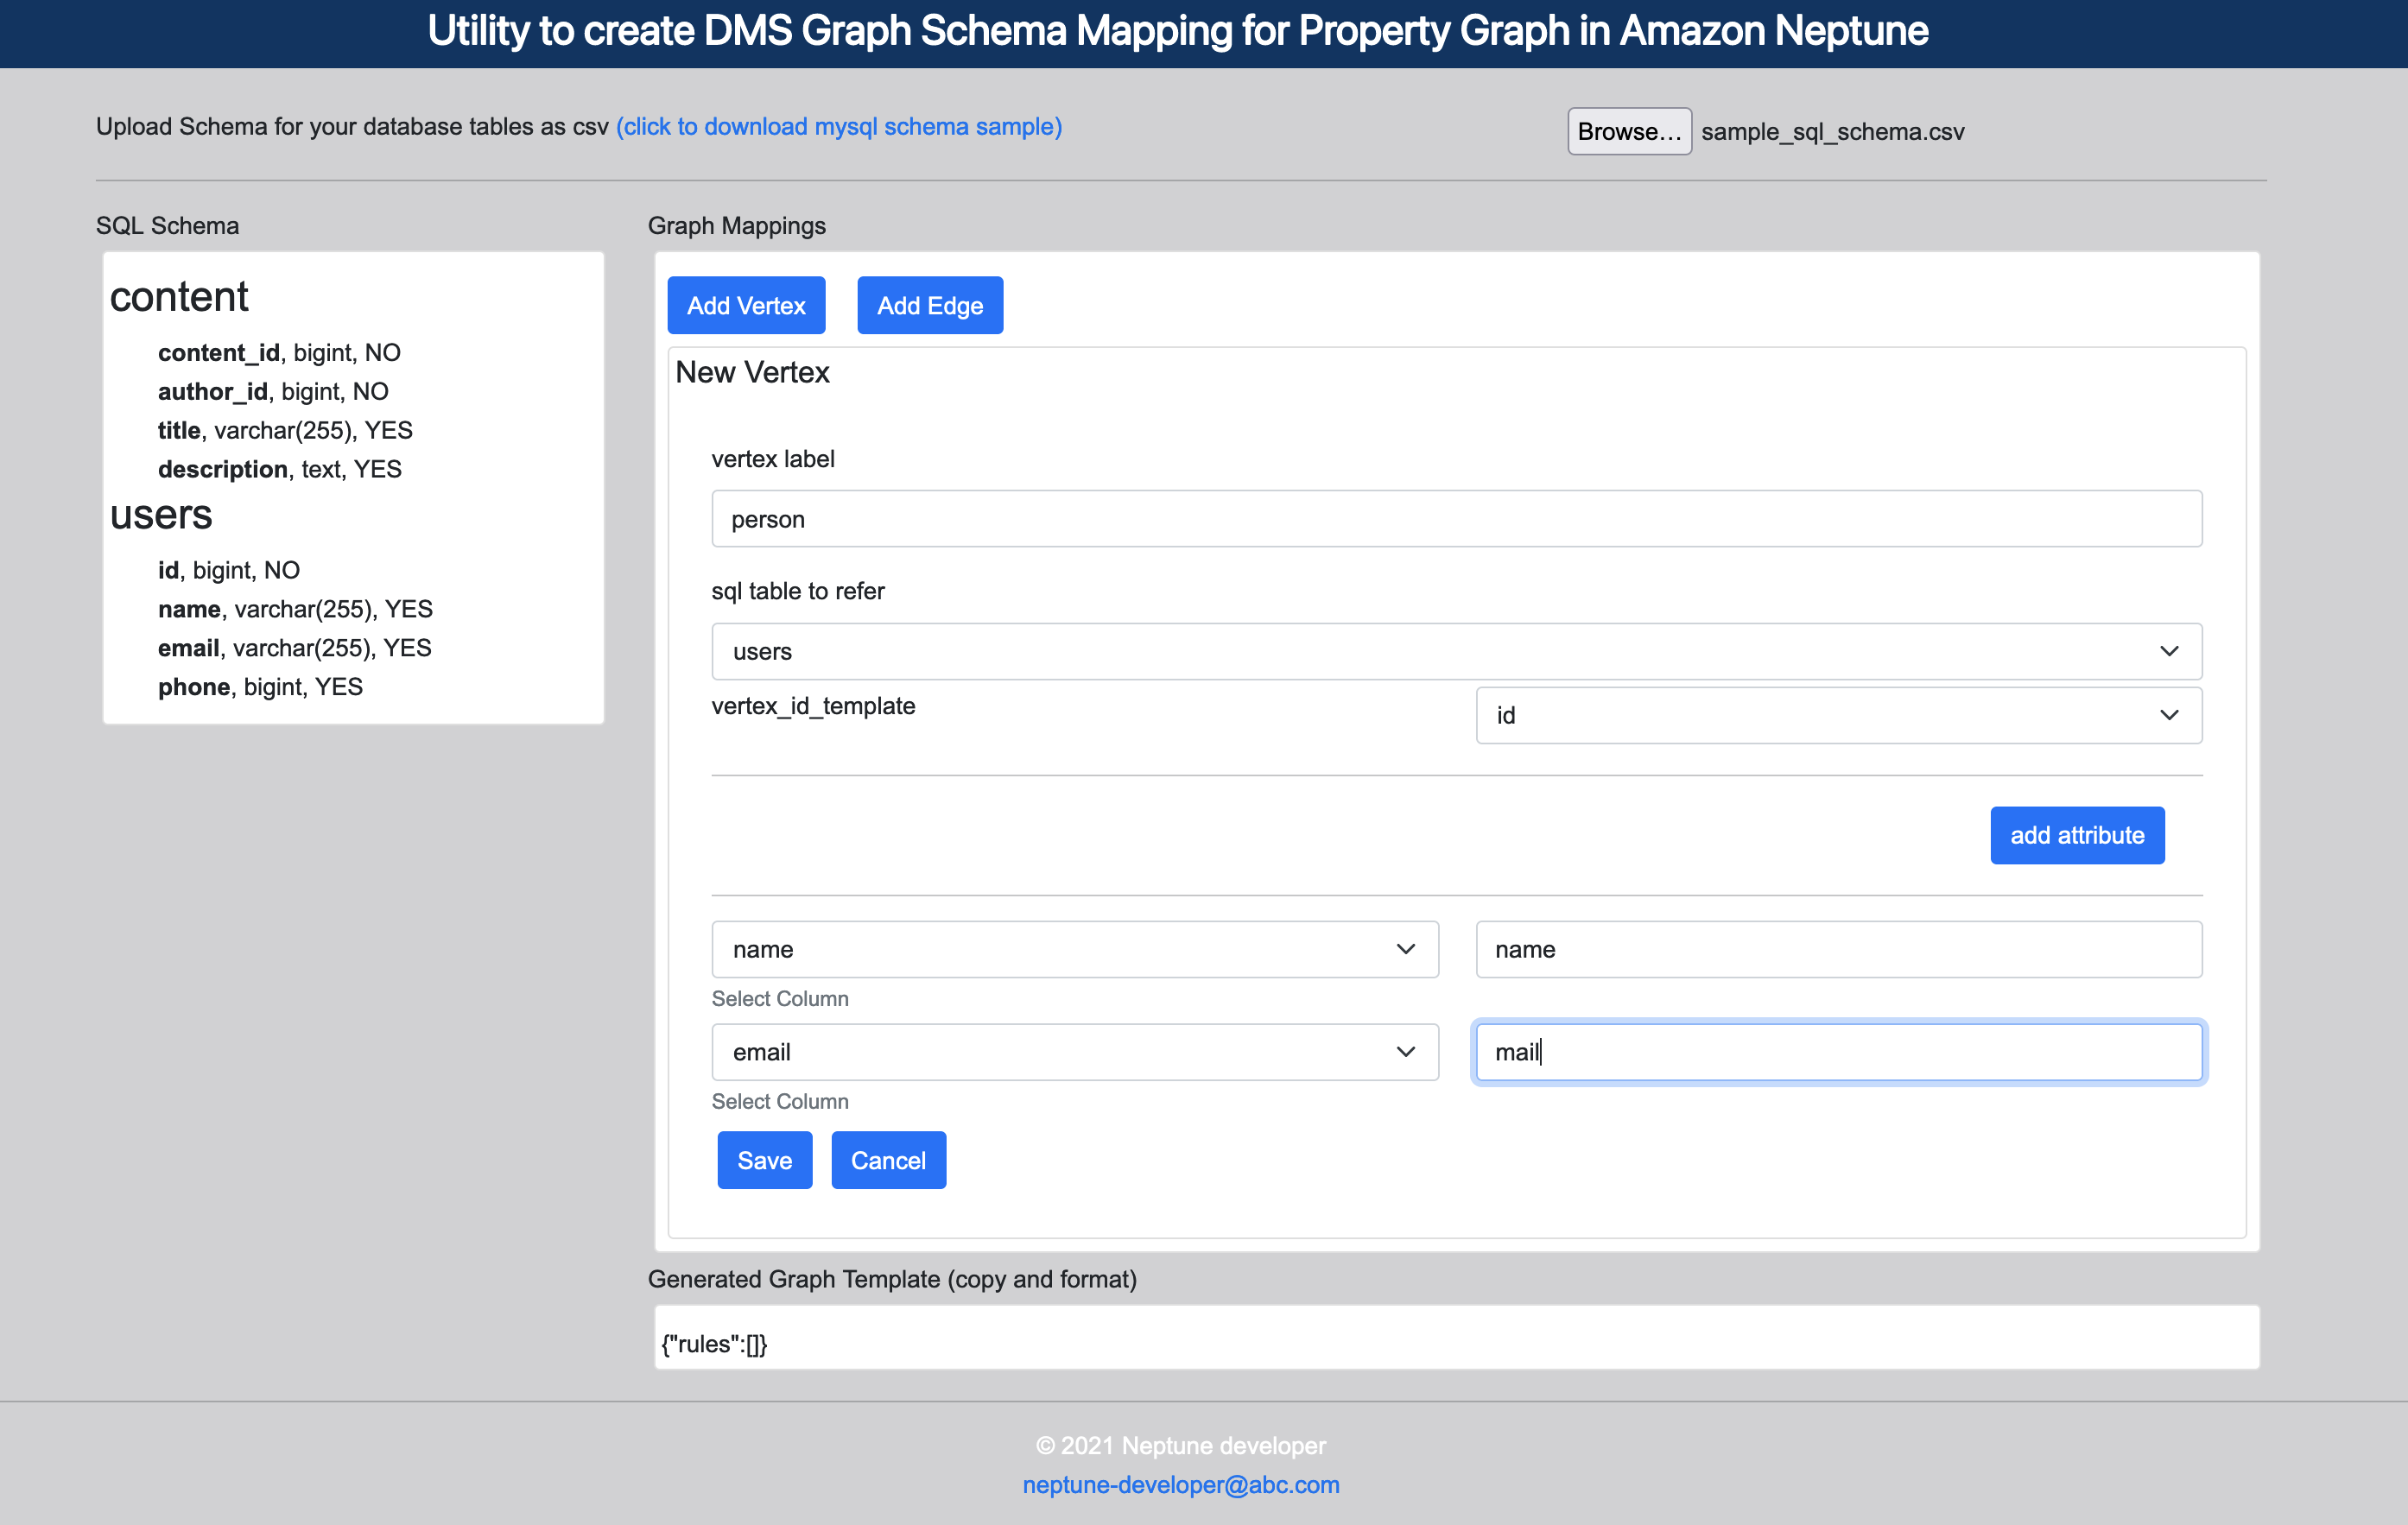 Utility to create DMS Graph Schema Mapping for Property Graph in Amazon Neptune
Upload Schema for your database tables as csv (click to download mysql schema sample)
Browse... sample_sql_schema.csv
SQL Schema
content
content_id, bigint, NO
author_id, bigint, NO
title, varchar(255), YES
description, text, YES
users
id, bigint, NO
name, varchar(255), YES
email, varchar(255), YES
phone, bigint, YES
Graph Mappings
Add Vertex Add Edge
New Vertex
vertex label
person
sql table to refer
users
vertex_id_template id
add attribute
name name
Select Column
email mail
Select Column
Save Cancel
Generated Graph Template (copy and format)
{"rules":[]}
© 2021 Neptune developer
neptune-developer@abc.com